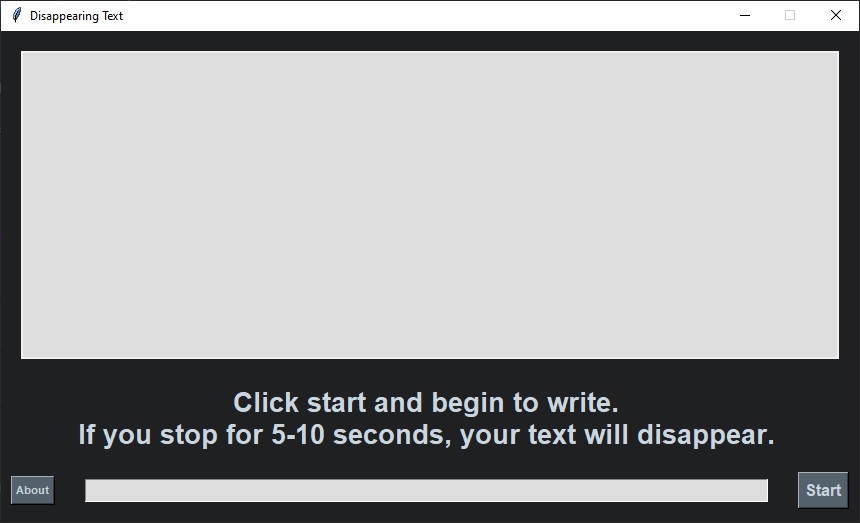 Disappearing Text
Click start and begin to write.
If you stop for 5-10 seconds, your text will disappear.
About
Start